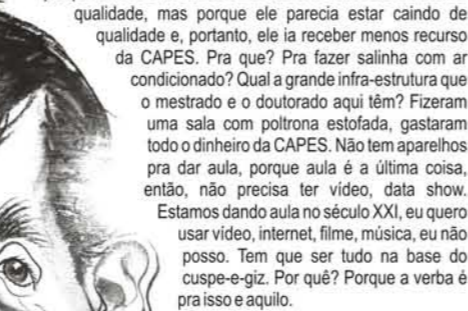 qualidade, mas porque ele parecia estar caindo de
qualidade e, portanto, ele ia receber menos recurso
da CAPES. Pra que? Pra fazer salinha com ar
condicionado? Qual a grande infra-estrutura que
o mestrado e o doutorado aqui têm? Fizeram
uma sala com poltrona estofada, gastaram
todo o dinheiro da CAPES. Não tem aparelhos
pra dar aula, porque aula é a última coisa,
então, não precisa ter vídeo, data show.
Estamos dando aula no século XXI, eu quero
usar vídeo, internet, filme, música, eu não
posso. Tem que ser tudo na base do
cuspe-e-giz. Por quê? Porque a verba é
pra isso e aquilo.